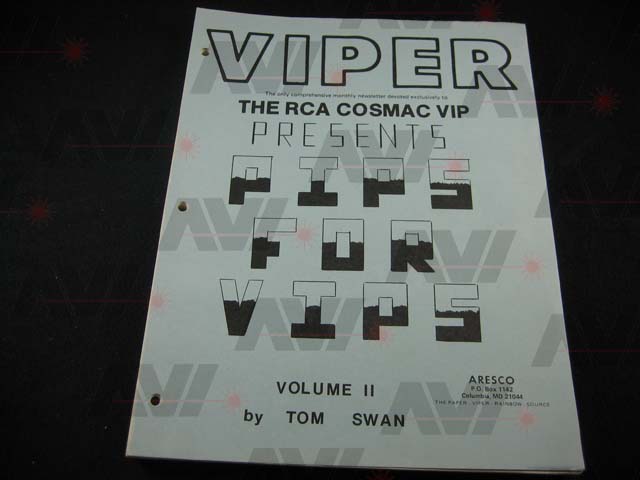 VIPER
The only comprehensive monthly newsletter devoted exclusively to
THE RCA COSMAC VIP
PRESENTS
PIPS
FOR
VIPS
VOLUME II
by TOM SWAN
ARESCO
P.O. Box 1142
Columbia, MD 21044
THE PAPER - VIPER - RAINBOW - SOURCE
AVI